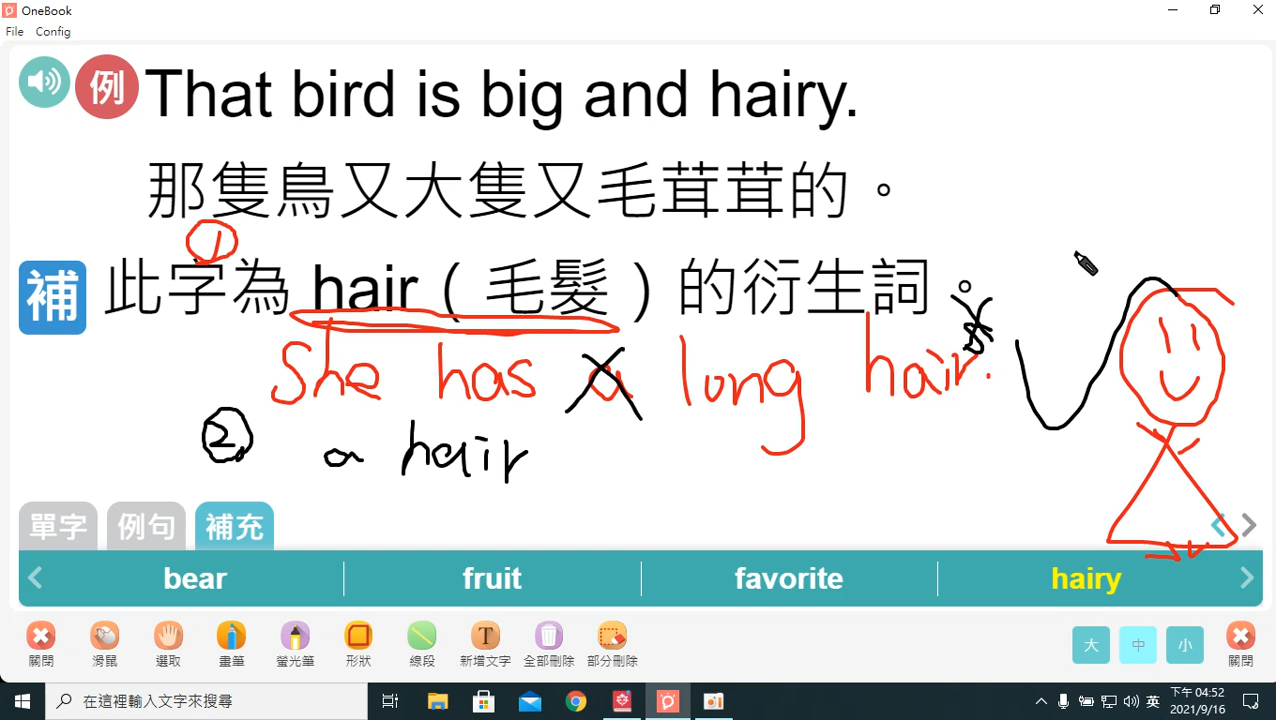 OneBook
File Config
例 That bird is big and hairy.
那隻鳥又大隻又毛茸茸的。
①
補 此字為 hair（毛髮）的衍生詞。
She has a long hair.
② a hair
單字 例句 補充
bear fruit favorite hairy
關閉 滑鼠 選取 畫筆 螢光筆 形狀 線段 新增文字 全部刪除 部分刪除 大 中 小 關閉
在這裡輸入文字來搜尋 英 下午 04:52
2021/9/16